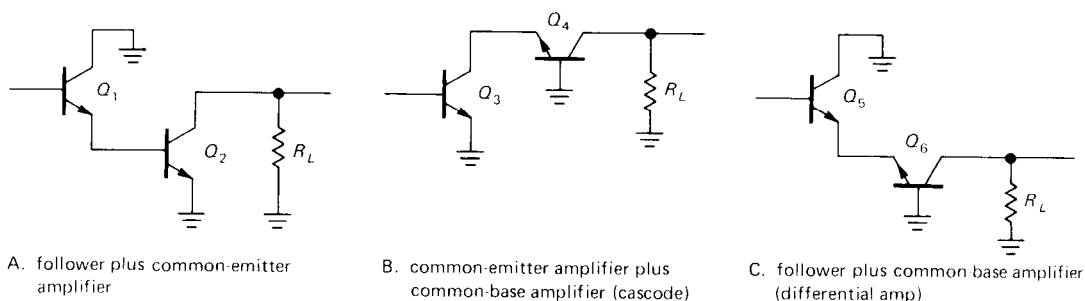 Q1
Q2
RL
A. follower plus common-emitter
amplifier
Q4
Q3
RL
B. common-emitter amplifier plus
common-base amplifier (cascode)
Q5
Q6
RL
C. follower plus common base amplifier
(differential amp)